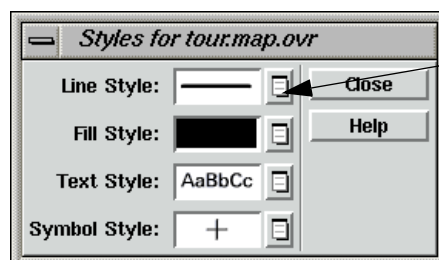 Styles for tour.map.ovr
Line Style:
Close
Fill Style:
Help
Text Style: AaBbCc
Symbol Style: